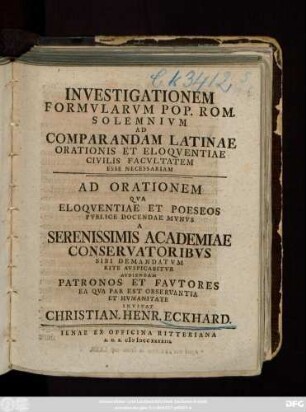 C. K 3412
INVESTIGATIONEM
FORMVLARVM POP. ROM.
SOLEMNIVM
AD
COMPARANDAM LATINAE
ORATIONIS ET ELOQVENTIAE
CIVILIS FACVLTATEM
ESSE NECESSARIAM
AD ORATIONEM
QVA
ELOQVENTIAE ET POESEOS
PVBLICE DOCENDAE MVNVS
A
SERENISSIMIS ACADEMIAE
CONSERVATORIBVS
SIBI DEMANDATVM
RITE AVSPICABITVR
AVDIENDAM
PATRONOS ET FAVTORES
EA QVA PAR EST OBSERVANTIA
ET HVMANITATE
INVITAT
CHRISTIAN. HENR. ECKHARD.
IENAE EX OFFICINA RITTERIANA